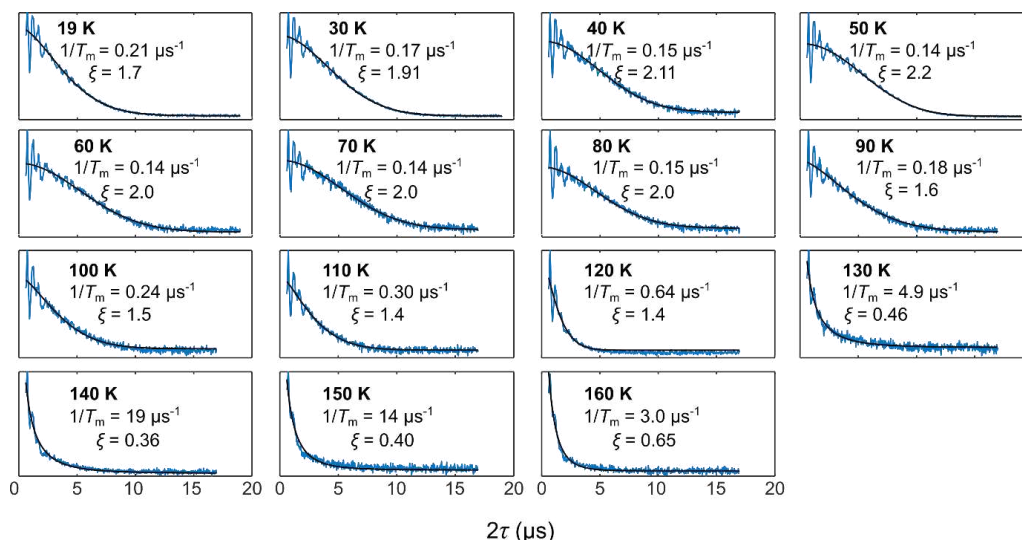 19 K
1/Tm = 0.21 µs-1
ξ = 1.7
30 K
1/Tm = 0.17 µs-1
ξ = 1.91
40 K
1/Tm = 0.15 µs-1
ξ = 2.11
50 K
1/Tm = 0.14 µs-1
ξ = 2.2
60 K
1/Tm = 0.14 µs-1
ξ = 2.0
70 K
1/Tm = 0.14 µs-1
ξ = 2.0
80 K
1/Tm = 0.15 µs-1
ξ = 2.0
90 K
1/Tm = 0.18 µs-1
ξ = 1.6
100 K
1/Tm = 0.24 µs-1
ξ = 1.5
110 K
1/Tm = 0.30 µs-1
ξ = 1.4
120 K
1/Tm = 0.64 µs-1
ξ = 1.4
130 K
1/Tm = 4.9 µs-1
ξ = 0.46
0 5 10 15 20
140 K
1/Tm = 19 µs-1
ξ = 0.36
150 K
1/Tm = 14 µs-1
ξ = 0.40
160 K
1/Tm = 3.0 µs-1
ξ = 0.65
0 5 10 15 20
0 5 10 15 20
0 5 10 15 20
2τ (µs)